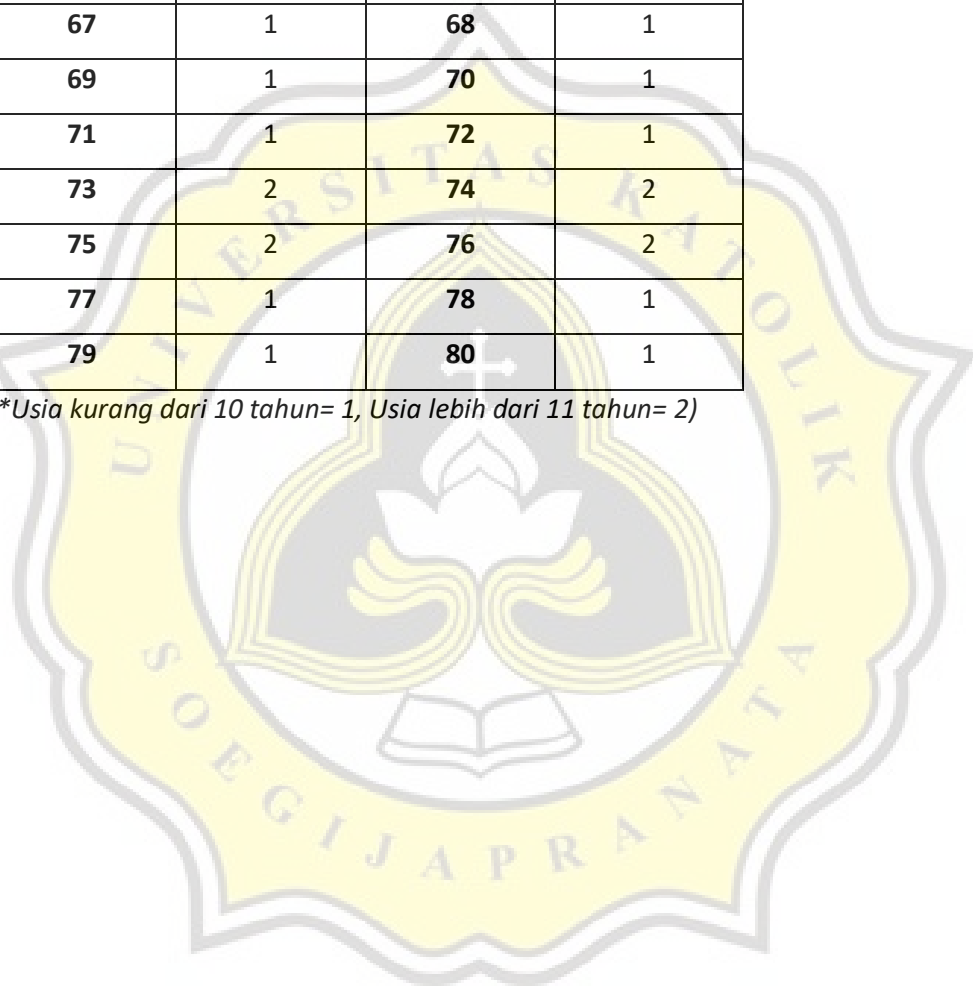 67 1 68 1
69 1 70 1
71 1 72 1
73 2 74 2
75 2 76 2
77 1 78 1
79 1 80 1
*Usia kurang dari 10 tahun= 1, Usia lebih dari 11 tahun= 2)
UNIVERSITAS KATOLIK
SOEGIJAPRANATA